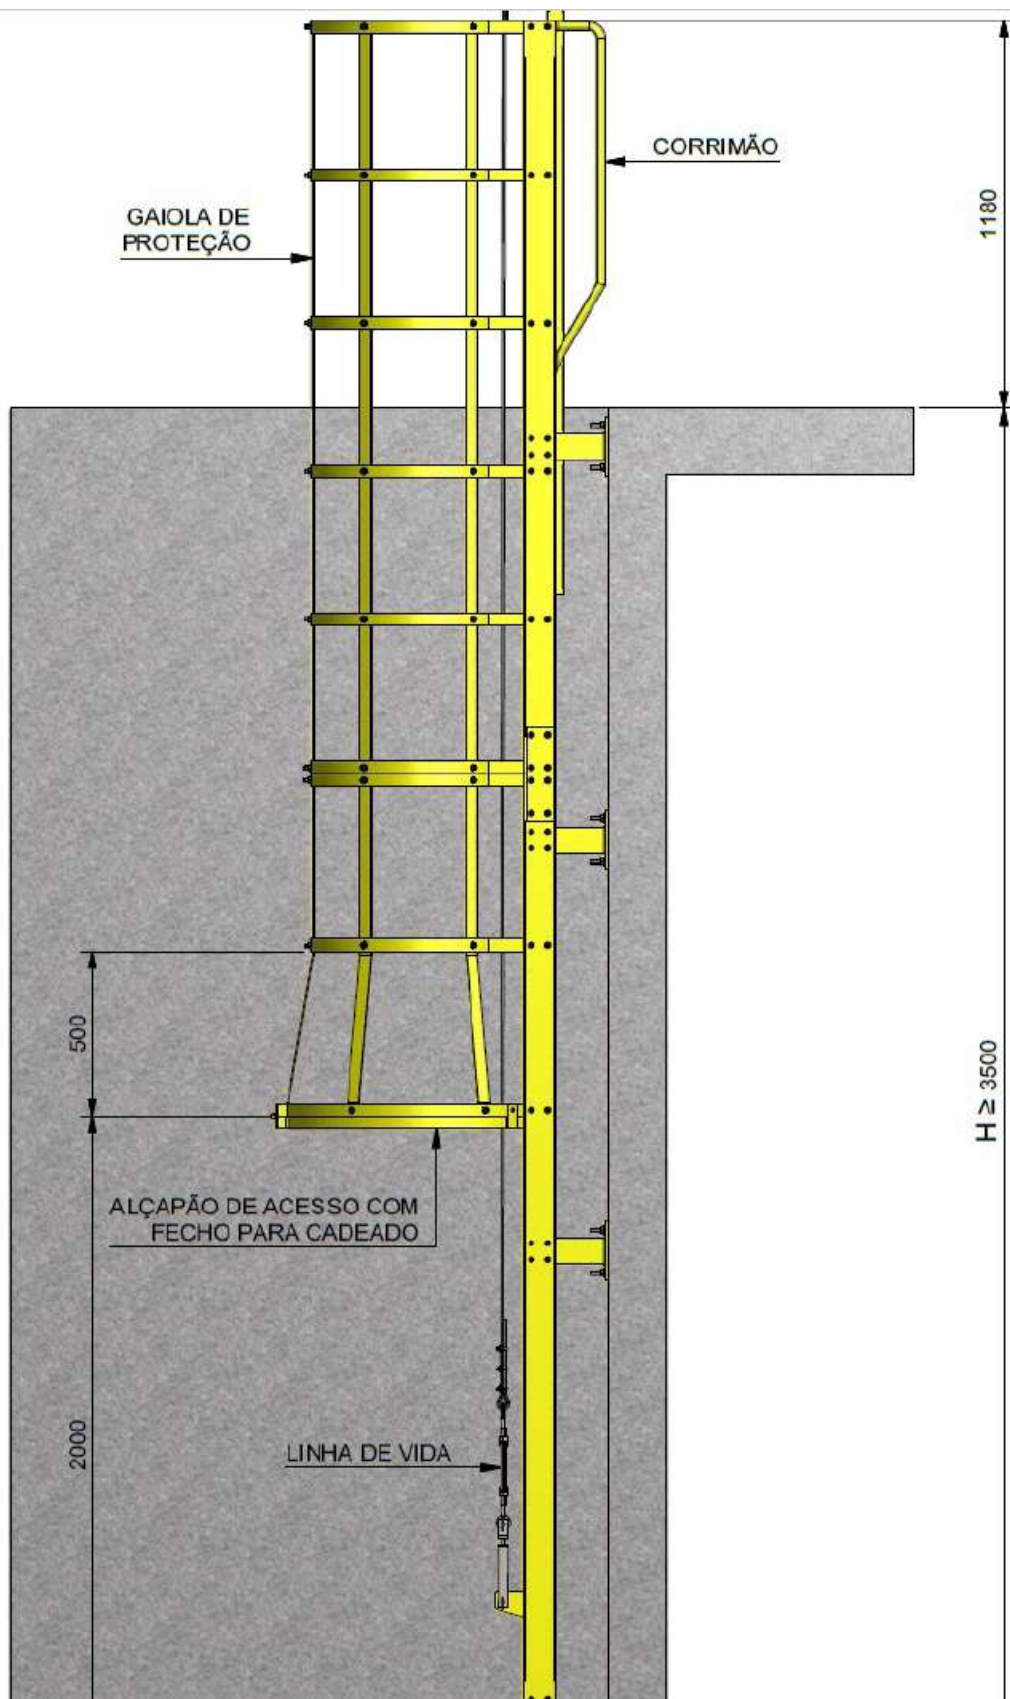 CORRIMÃO
1180
GAIOLA DE
PROTEÇÃO
500
H ≥ 3500
ALÇAPÃO DE ACESSO COM
FECHO PARA CADEADO
2000
LINHA DE VIDA